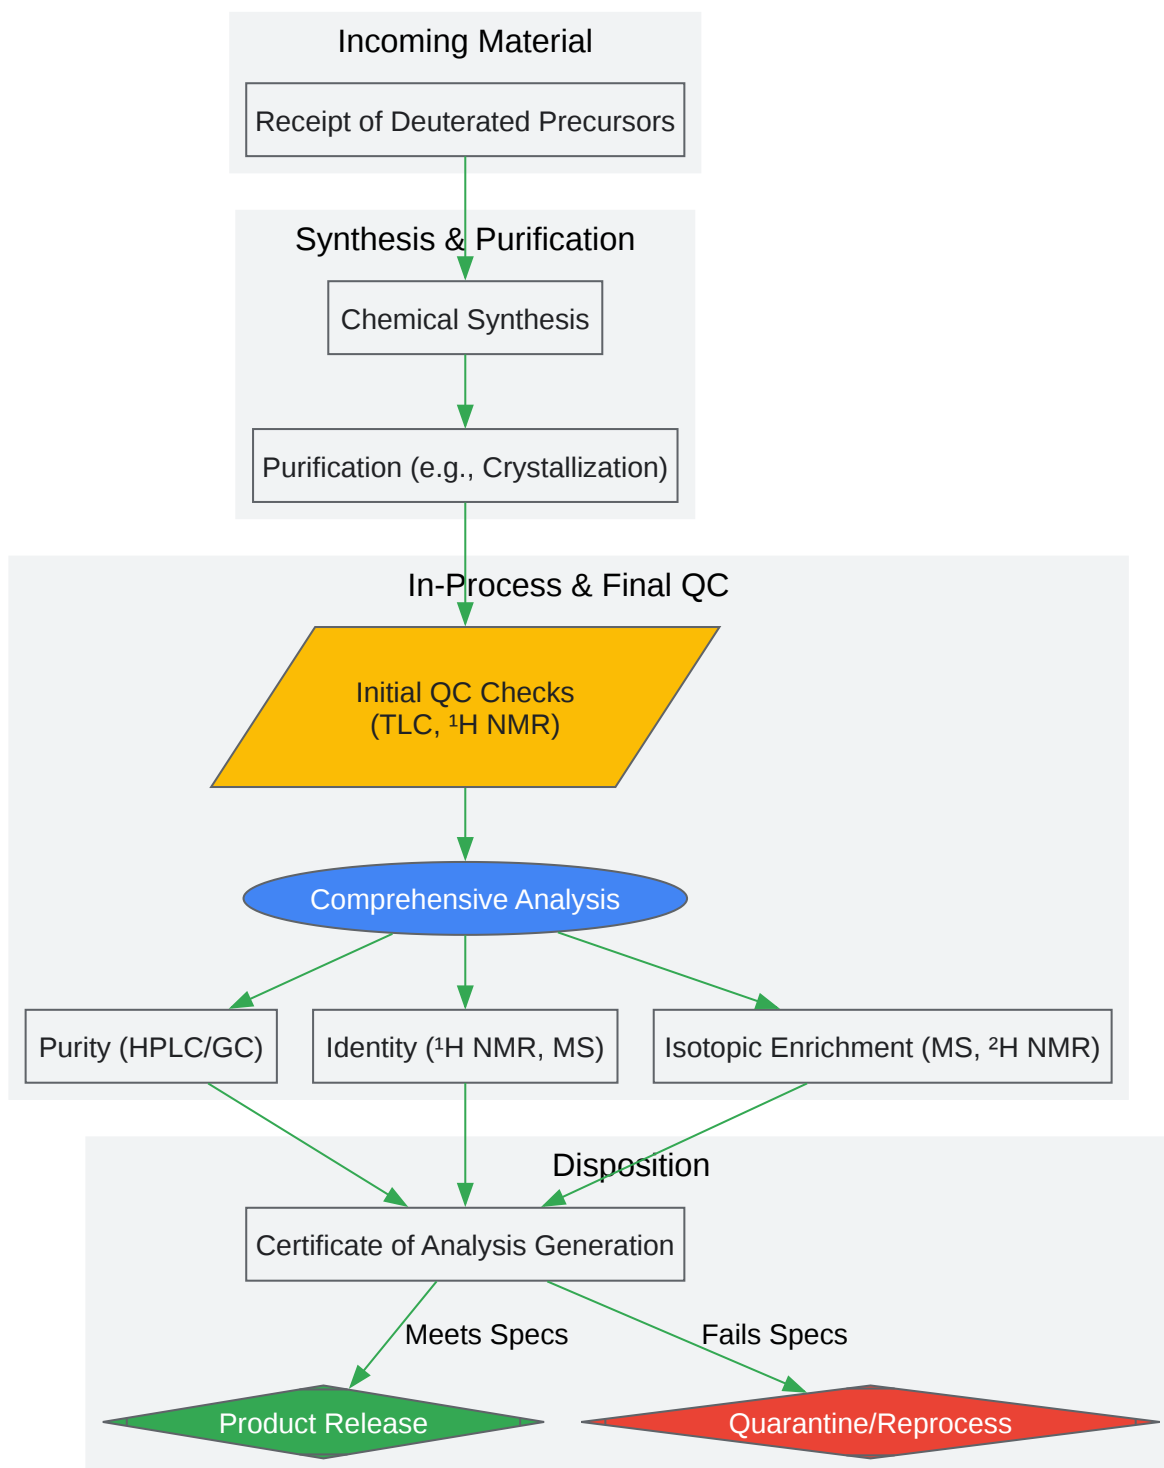 Incoming Material
Receipt of Deuterated Precursors
Synthesis & Purification
Chemical Synthesis
Purification (e.g., Crystallization)
In-Process & Final QC
Initial QC Checks
(TLC, ¹H NMR)
Comprehensive Analysis
Purity (HPLC/GC)
Identity (¹H NMR, MS)
Isotopic Enrichment (MS, ²H NMR)
Disposition
Certificate of Analysis Generation
Meets Specs
Fails Specs
Product Release
Quarantine/Reprocess